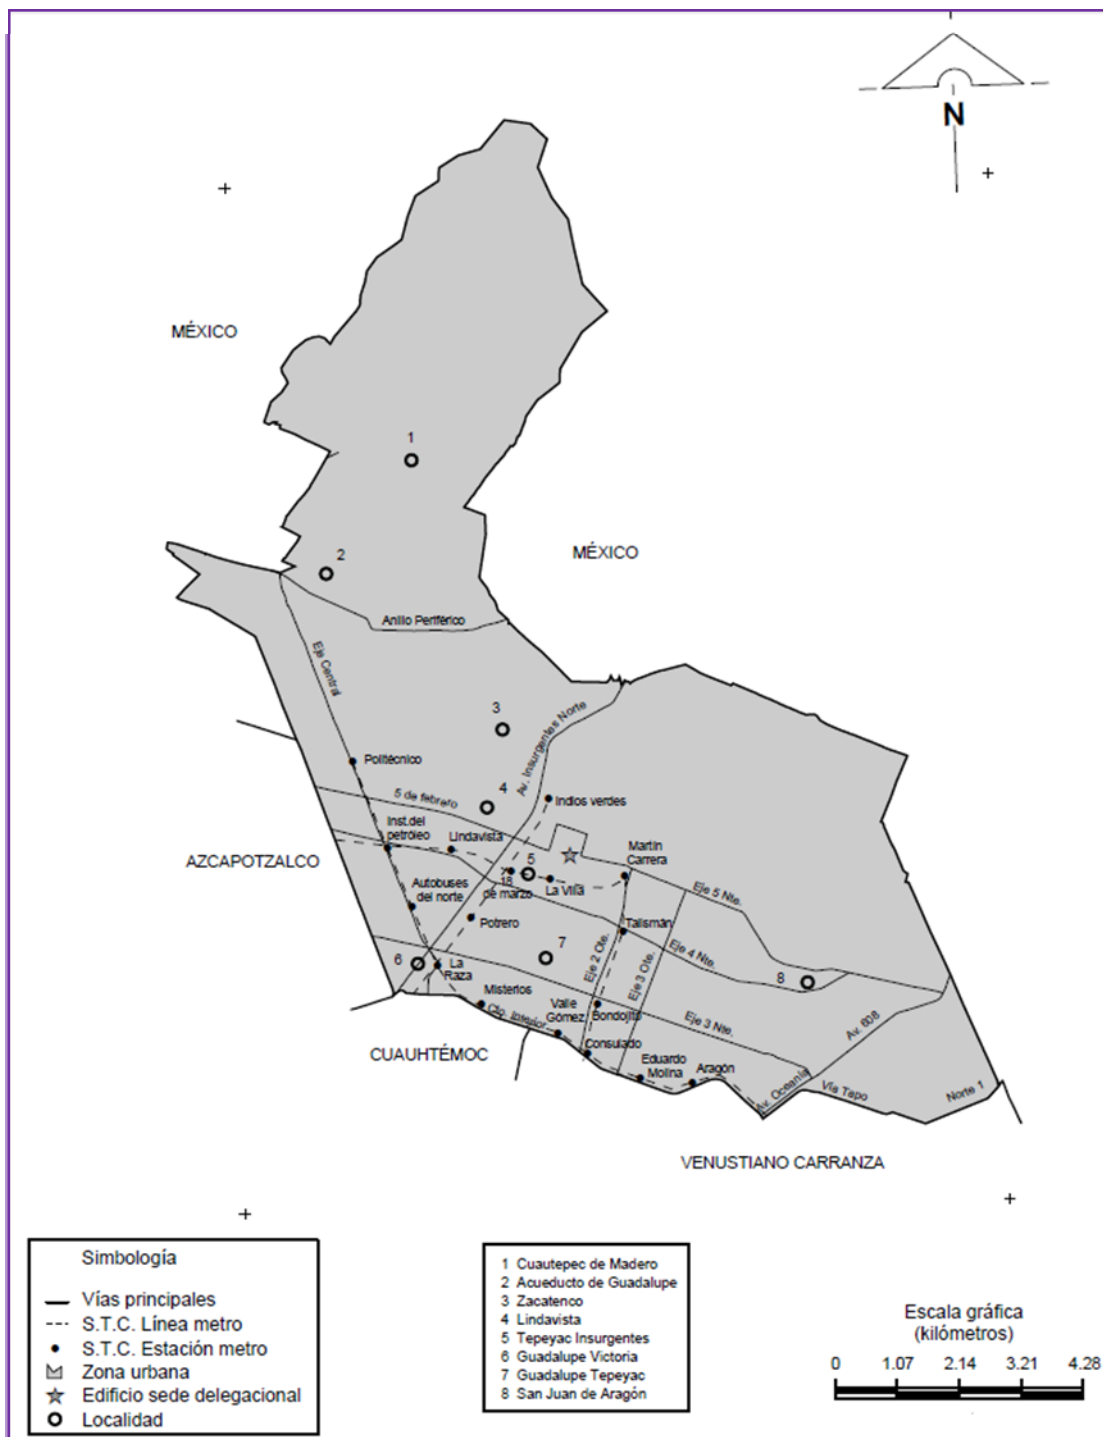 N
MÉXICO
1
MÉXICO
2
Anillo Periférico
Eje Central
3
Av. Insurgentes Norte
Politécnico
4
5 de febrero
Indios verdes
Inst.del
petróleo
Lindavista
Martín
Carrera
AZCAPOTZALCO
5
18
de marzo
La Villa
Autobuses
del norte
Eje 5 Nte.
Potrero
Talismán
Eje 4 Nte.
Eje 2 Ote.
Eje 3 Ote.
7
6
La
Raza
8
Misterios
Valle
Gómez
Bondojito
Eje 3 Nte.
Av. 608
Cto. Interior
CUAUHTÉMOC
Consulado
Eduardo
Molina
Aragón
Av. Oceanía
Vía Tapo
Norte 1
VENUSTIANO CARRANZA
Simbología
Vías principales
S.T.C. Línea metro
S.T.C. Estación metro
Zona urbana
Edificio sede delegacional
Localidad
1 Cuautepec de Madero
2 Acueducto de Guadalupe
3 Zacatenco
4 Lindavista
5 Tepeyac Insurgentes
6 Guadalupe Victoria
7 Guadalupe Tepeyac
8 San Juan de Aragón
Escala gráfica
(kilómetros)
0 1.07 2.14 3.21 4.28